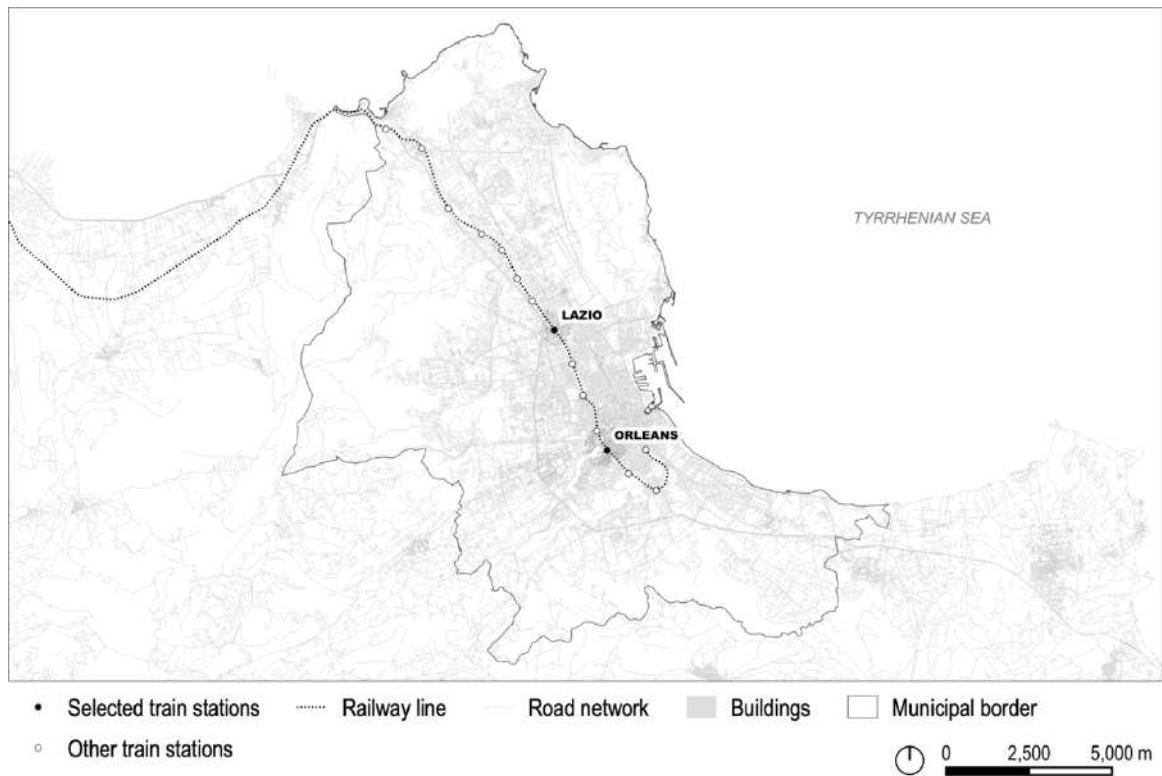 TYRRHENIAN SEA
LAZIO
ORLEANS
Selected train stations
Railway line
Road network
Buildings
Municipal border
Other train stations
0 2,500 5,000 m